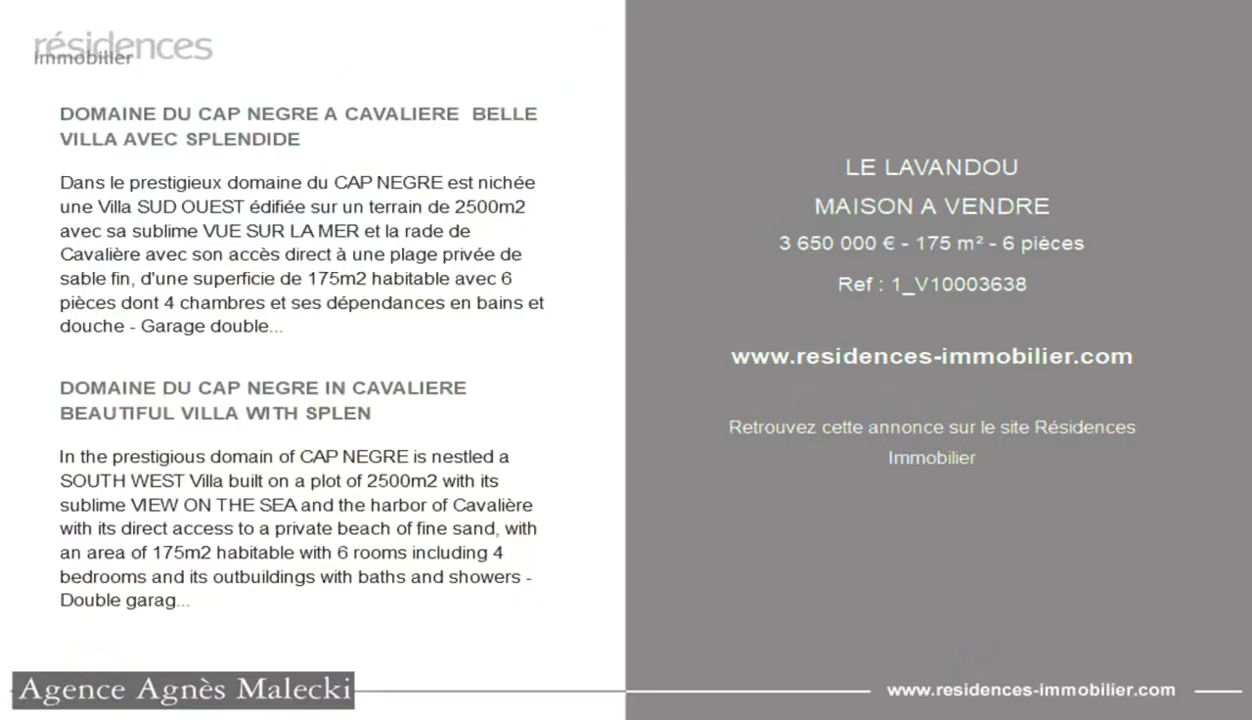 résidences
immobilier
DOMAINE DU CAP NEGRE A CAVALIERE BELLE
VILLA AVEC SPLENDIDE
Dans le prestigieux domaine du CAP NEGRE est nichée
une Villa SUD OUEST édifiée sur un terrain de 2500m2
avec sa sublime VUE SUR LA MER et la rade de
Cavalière avec son accès direct à une plage privée de
sable fin, d'une superficie de 175m2 habitable avec 6
pièces dont 4 chambres et ses dépendances en bains et
douche - Garage double...
DOMAINE DU CAP NEGRE IN CAVALIERE
BEAUTIFUL VILLA WITH SPLEN
In the prestigious domain of CAP NEGRE is nestled a
SOUTH WEST Villa built on a plot of 2500m2 with its
sublime VIEW ON THE SEA and the harbor of Cavalière
with its direct access to a private beach of fine sand, with
an area of 175m2 habitable with 6 rooms including 4
bedrooms and its outbuildings with baths and showers -
Double garag...
Agence Agnès Malecki
LE LAVANDOU
MAISON A VENDRE
3 650 000 € - 175 m² - 6 pièces
Ref : 1_V10003638
www.residences-immobilier.com
Retrouvez cette annonce sur le site Résidences
Immobilier
www.residences-immobilier.com